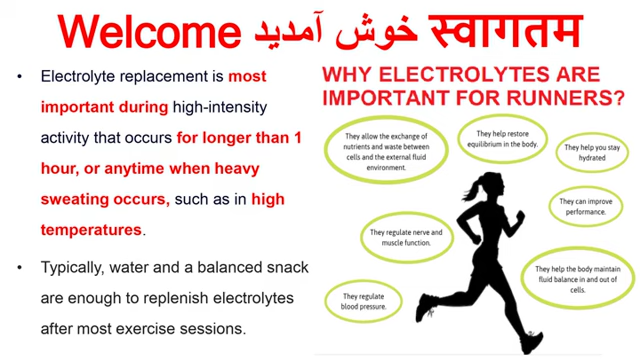 Welcome خوش آمدید स्वागतम
• Electrolyte replacement is most
important during high-intensity
activity that occurs for longer than 1
hour, or anytime when heavy
sweating occurs, such as in high
temperatures.
• Typically, water and a balanced snack
are enough to replenish electrolytes
after most exercise sessions.
WHY ELECTROLYTES ARE
IMPORTANT FOR RUNNERS?
They allow the exchange of
nutrients and waste between
cells and the external fluid
environment.
They help restore
equilibrium in the body.
They help you stay
hydrated
They can improve
performance.
They regulate nerve and
muscle function.
They help the body maintain
fluid balance in and out of
cells.
They regulate
blood pressure.